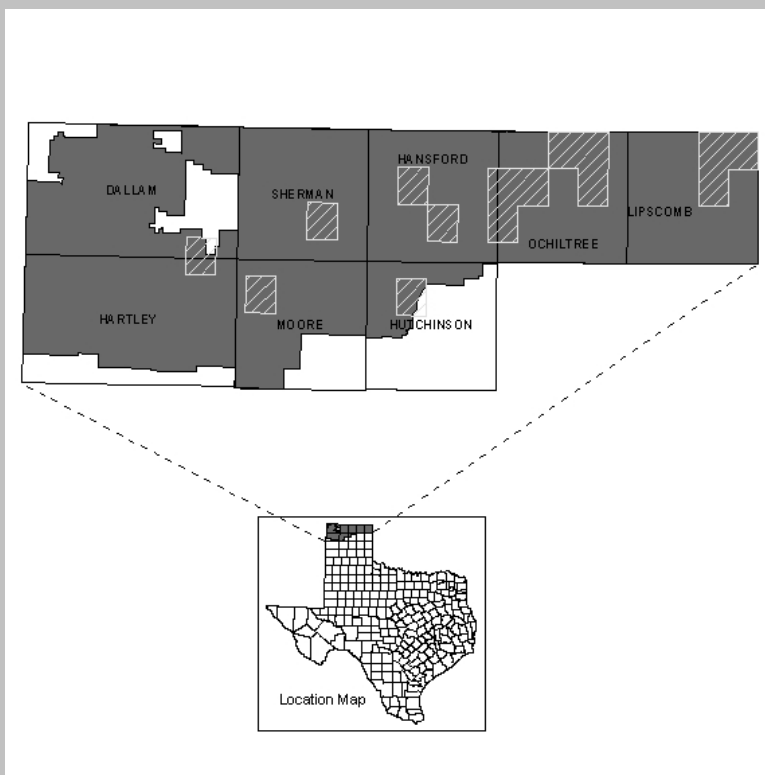 HANSFORD
DALLAM
SHERMAN
LIPSCOMB
OCHILTREE
HARTLEY
MOORE
HUTCHINSON
Location Map